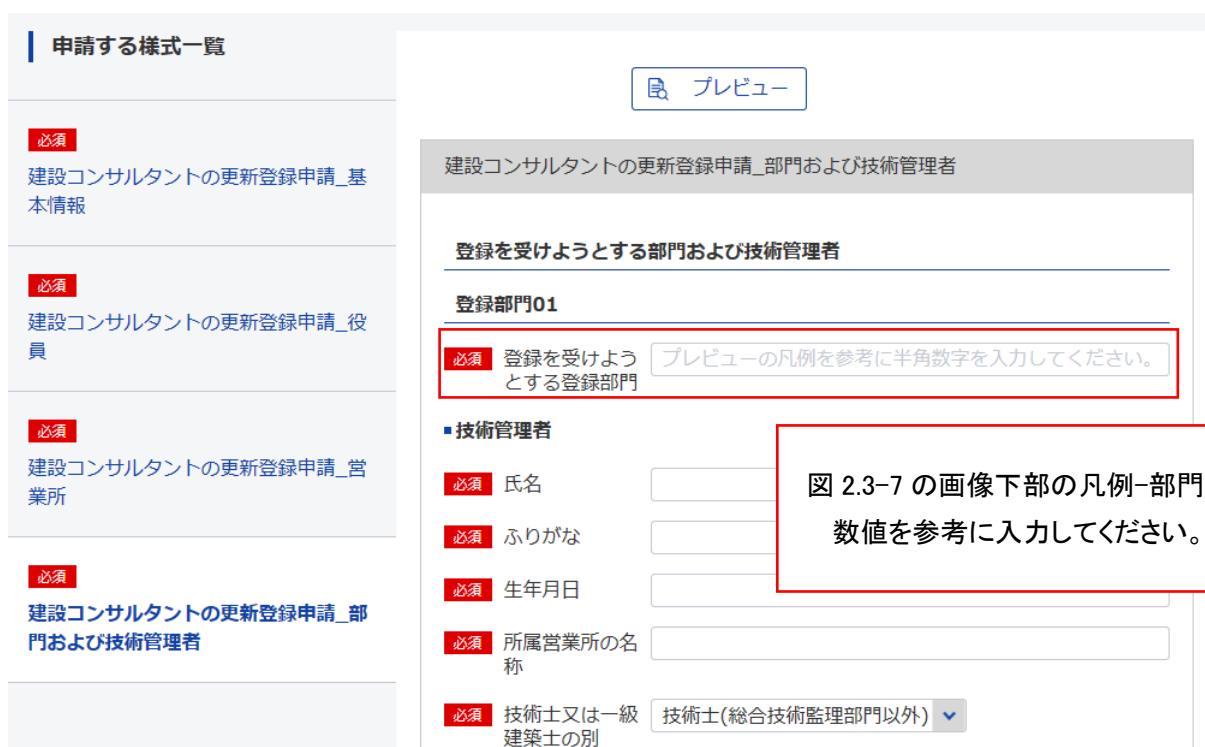 申請する様式一覧
必須
建設コンサルタントの更新登録申請_基
本情報
必須
建設コンサルタントの更新登録申請_役
員
必須
建設コンサルタントの更新登録申請_営
業所
必須
建設コンサルタントの更新登録申請_部
門および技術管理者
プレビュー
建設コンサルタントの更新登録申請_部門および技術管理者
登録を受けようとする部門および技術管理者
登録部門01
必須 登録を受けよう
とする登録部門
プレビューの凡例を参考に半角数字を入力してください。
技術管理者
必須 氏名
必須 ふりがな
必須 生年月日
必須 所属営業所の名
称
必須 技術士又は一級
建築士の別
技術士(総合技術監理部門以外)
図 2.3-7 の画像下部の凡例-部門
数値を参考に入力してください。